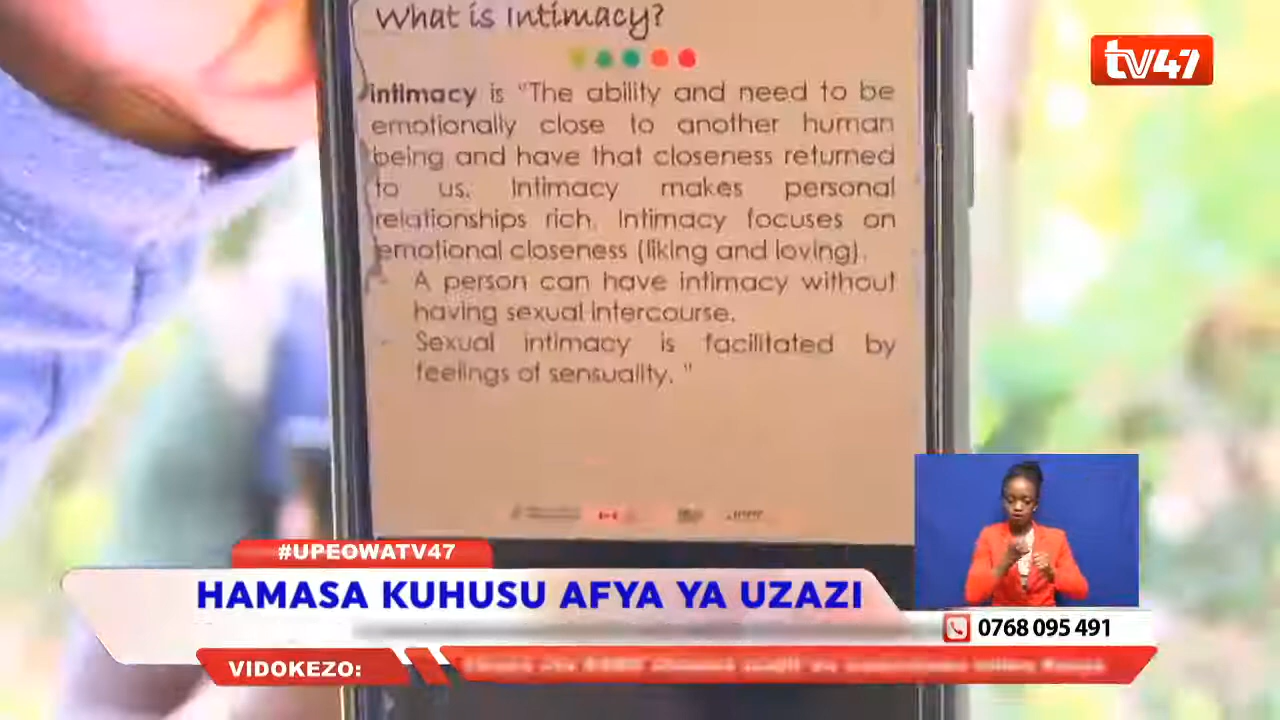 What is Intimacy?
tv47
intimacy is "The ability and need to be
emotionally close to another human
being and have that closeness returned
to us. Intimacy makes personal
relationships rich. Intimacy focuses on
emotional closeness (liking and loving).
- A person can have intimacy without
having sexual intercourse.
- Sexual intimacy is facilitated by
feelings of sensuality. "
#UPEOWATV47
HAMASA KUHUSU AFYA YA UZAZI
0768 095 491
VIDOKEZO: